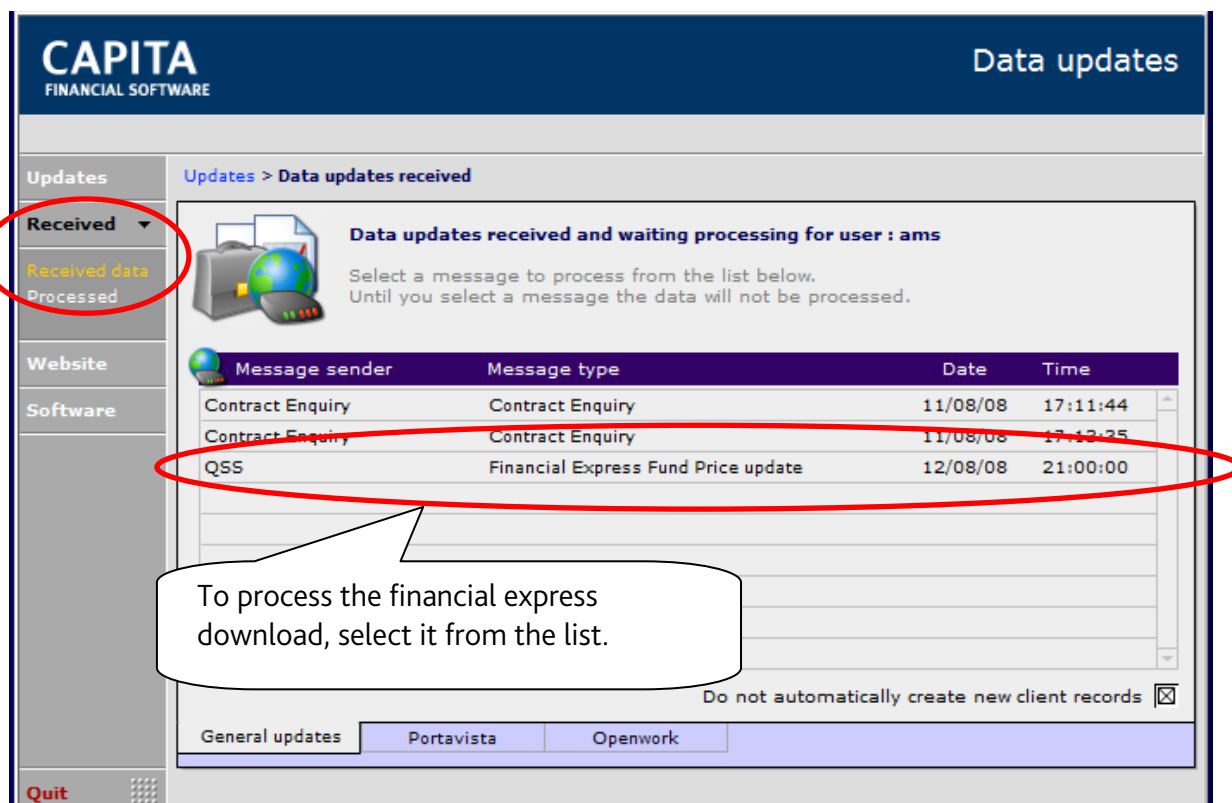 CAPITA
FINANCIAL SOFTWARE
Data updates
Updates
Updates > Data updates received
Received
Received data
Processed
Website
Software
Quit
Data updates received and waiting processing for user : ams
Select a message to process from the list below.
Until you select a message the data will not be processed.
Message sender Message type Date Time
Contract Enquiry Contract Enquiry 11/08/08 17:11:44
Contract Enquiry Contract Enquiry 11/08/08 17:13:35
QSS Financial Express Fund Price update 12/08/08 21:00:00
To process the financial express
download, select it from the list.
Do not automatically create new client records
General updates Portavista Openwork